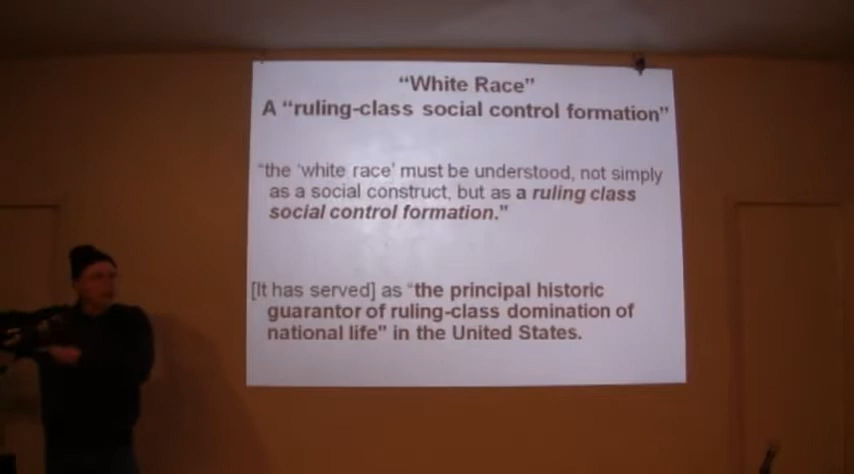 “White Race”
A “ruling-class social control formation”
“the ‘white race’ must be understood, not simply
as a social construct, but as a ruling class
social control formation."
[It has served] as “the principal historic
guarantor of ruling-class domination of
national life” in the United States.